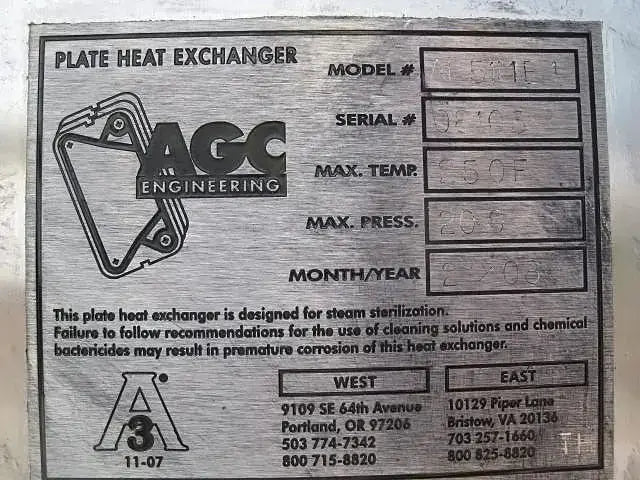 PLATE HEAT EXCHANGER
AGC
ENGINEERING
MODEL #
SERIAL #
MAX. TEMP.
MAX. PRESS.
MONTH/YEAR
This plate heat exchanger is designed for steam sterilization.
Failure to follow recommendations for the use of cleaning solutions and chemical
bactericides may result in premature corrosion of this heat exchanger.
A
3
11-07
WEST
9109 SE 64th Avenue
Portland, OR 97206
503 774-7342
800 715-8820
EAST
10129 Piper Lane
Bristow, VA 20136
703 257-1660
800 825-8820